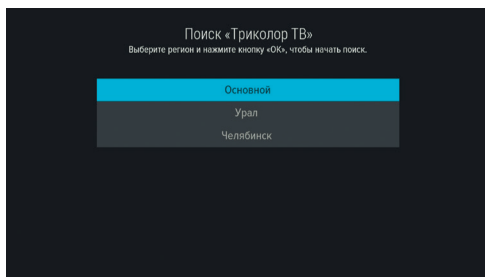 Поиск «Триколор ТВ»
Выберите регион и нажмите кнопку «ОК», чтобы начать поиск.
Основной
Урал
Челябинск